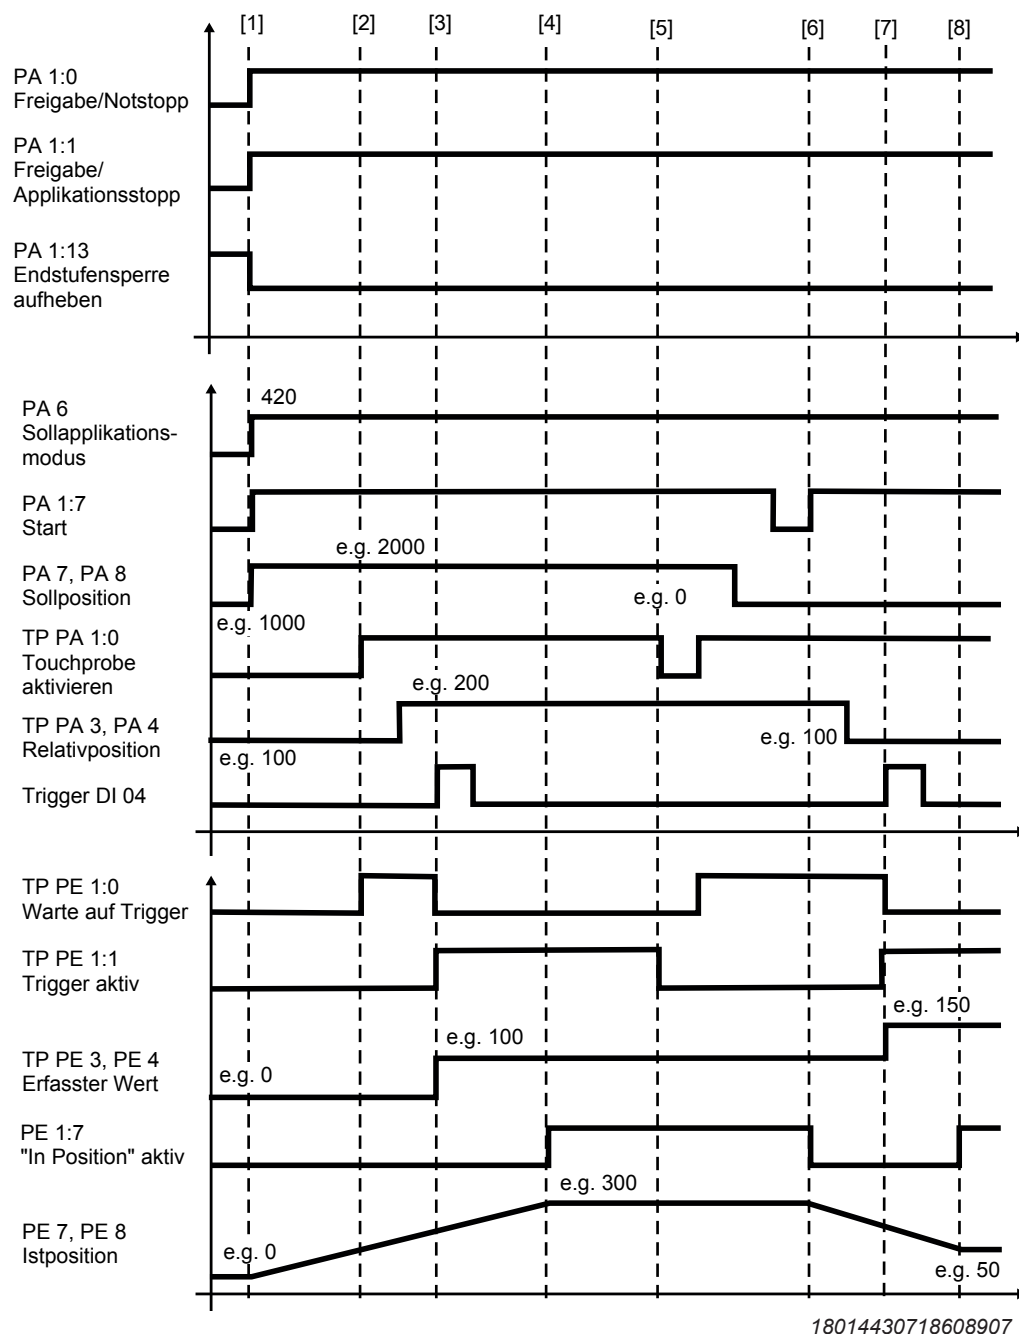 [1] [2] [3] [4] [5] [6] [7] [8]
PA 1:0
Freigabe/Notstopp
PA 1:1
Freigabe/
Applikationsstopp
PA 1:13
Endstufensperre
aufheben
PA 6
Sollapplikations-
modus
420
PA 1:7
Start
e.g. 2000
PA 7, PA 8
Sollposition
e.g. 0
e.g. 1000
TP PA 1:0
Touchprobe
aktivieren
e.g. 200
TP PA 3, PA 4
Relativposition
e.g. 100
e.g. 100
Trigger DI 04
TP PE 1:0
Warte auf Trigger
TP PE 1:1
Trigger aktiv
e.g. 150
e.g. 100
TP PE 3, PE 4
Erfasster Wert
e.g. 0
PE 1:7
"In Position" aktiv
e.g. 300
PE 7, PE 8
Istposition
e.g. 0
e.g. 50
18014430718608907